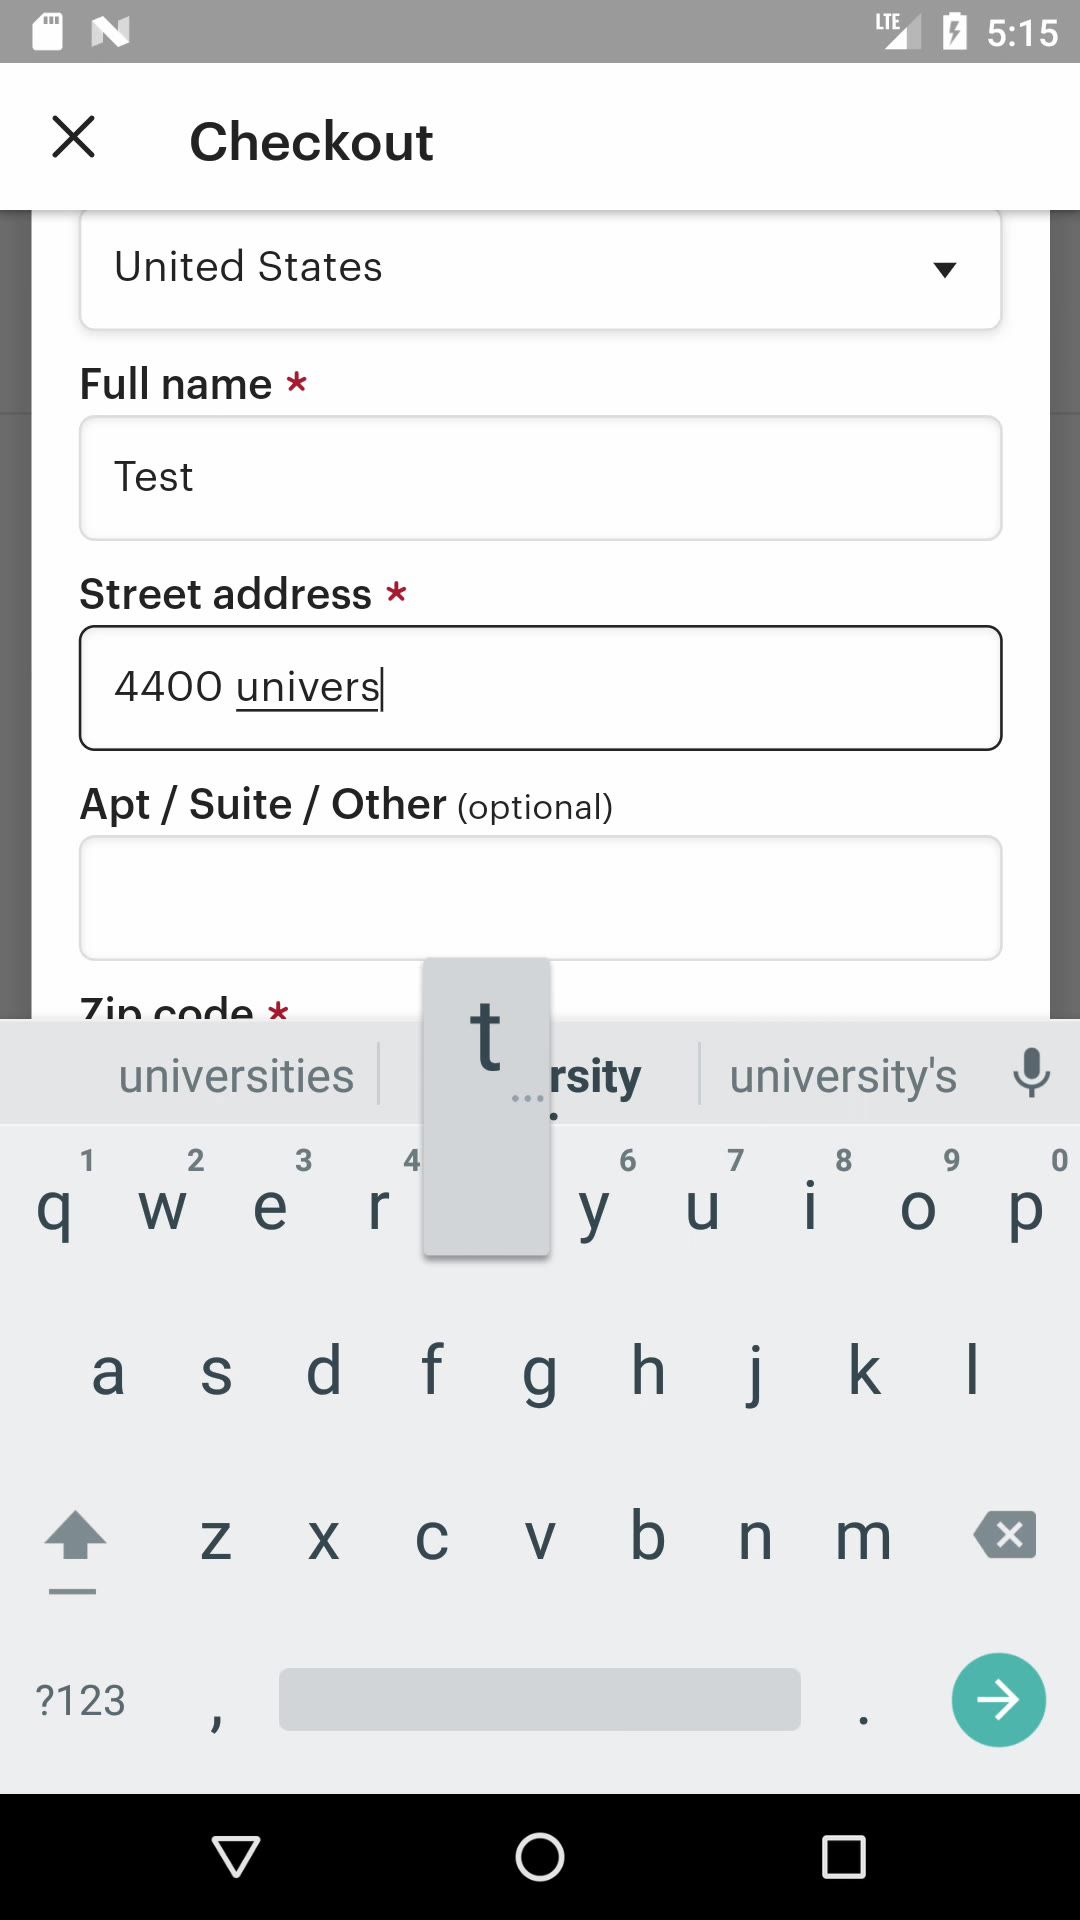 LTE 5:15
Checkout
United States
Full name *
Test
Street address *
4400 univers
Apt / Suite / Other (optional)
Zip code *
universities rsity university's
t
1 2 3 4 6 7 8 9 0
q w e r y u i o p
a s d f g h j k l
z x c v b n m
?123 , .